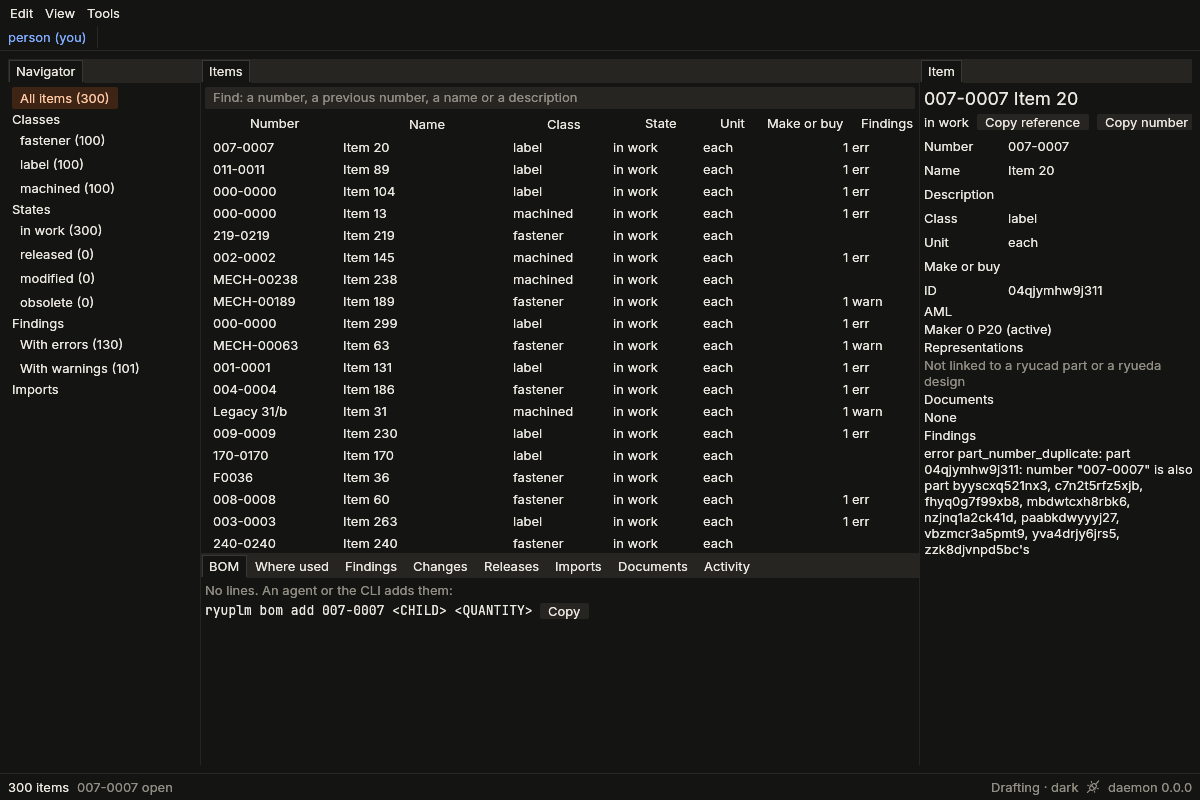 Edit View Tools
person (you)
Navigator
All items (300)
Classes
fastener (100)
label (100)
machined (100)
States
in work (300)
released (0)
modified (0)
obsolete (0)
Findings
With errors (130)
With warnings (101)
Imports
Items
Find: a number, a previous number, a name or a description
Number Name Class State Unit Make or buy Findings
007-0007 Item 20 label in work each 1 err
011-0011 Item 89 label in work each 1 err
000-0000 Item 104 label in work each 1 err
000-0000 Item 13 machined in work each 1 err
219-0219 Item 219 fastener in work each
002-0002 Item 145 machined in work each 1 err
MECH-00238 Item 238 machined in work each
MECH-00189 Item 189 fastener in work each 1 warn
000-0000 Item 299 label in work each 1 err
MECH-00063 Item 63 fastener in work each 1 warn
001-0001 Item 131 label in work each 1 err
004-0004 Item 186 fastener in work each 1 err
Legacy 31/b Item 31 machined in work each 1 warn
009-0009 Item 230 label in work each 1 err
170-0170 Item 170 label in work each
F0036 Item 36 fastener in work each
008-0008 Item 60 fastener in work each 1 err
003-0003 Item 263 label in work each 1 err
240-0240 Item 240 fastener in work each
BOM Where used Findings Changes Releases Imports Documents Activity
No lines. An agent or the CLI adds them:
ryuplm bom add 007-0007 <CHILD> <QUANTITY> Copy
Item
007-0007 Item 20
in work Copy reference Copy number
Number 007-0007
Name Item 20
Description
Class label
Unit each
Make or buy
ID 04qjymhw9j311
AML
Maker 0 P20 (active)
Representations
Not linked to a ryucad part or a ryueda
design
Documents
None
Findings
error part_number_duplicate: part
04qjymhw9j311: number "007-0007" is also
part byyscxq521nx3, c7n2t5rfz5xjb,
fhyq0g7f99xb8, mbdwtcxh8rbk6,
nzjnq1a2ck41d, paabkdwyyyj27,
vbzmcr3a5pmt9, yva4drjy6jrs5,
zzk8djvnpd5bc's
300 items 007-0007 open
Drafting · dark daemon 0.0.0